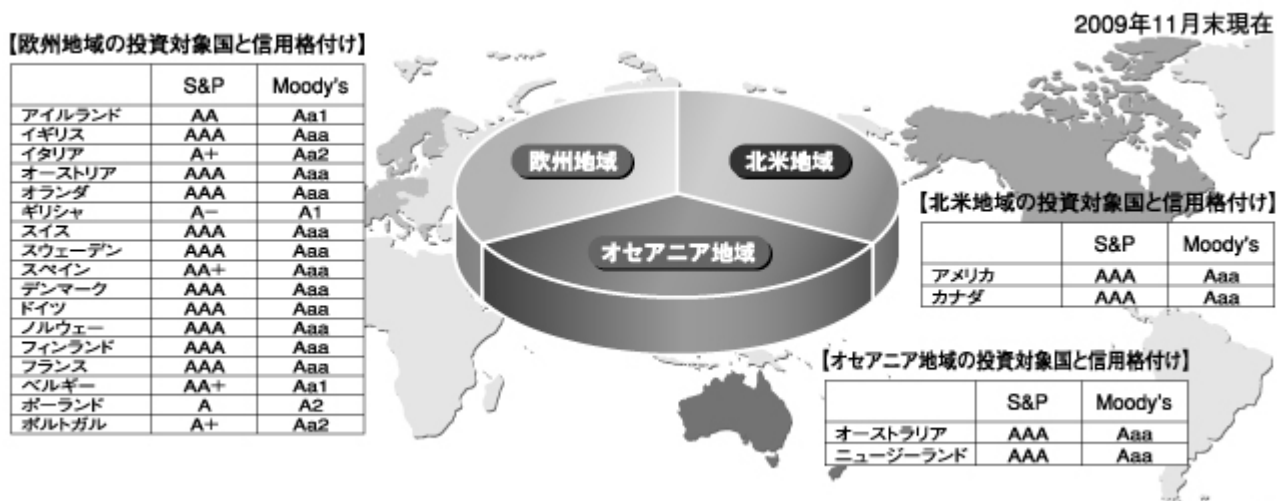 2009年11月末現在
【欧州地域の投資対象国と信用格付け】
S&P Moody's
アイルランド AA Aa1
イギリス AAA Aaa
イタリア A+ Aa2
オーストリア AAA Aaa
オランダ AAA Aaa
ギリシャ A− A1
スイス AAA Aaa
スウェーデン AAA Aaa
スペイン AA+ Aaa
デンマーク AAA Aaa
ドイツ AAA Aaa
ノルウェー AAA Aaa
フィンランド AAA Aaa
フランス AAA Aaa
ベルギー AA+ Aa1
ポーランド A A2
ポルトガル A+ Aa2
欧州地域
北米地域
オセアニア地域
【北米地域の投資対象国と信用格付け】
S&P Moody's
アメリカ AAA Aaa
カナダ AAA Aaa
【オセアニア地域の投資対象国と信用格付け】
S&P Moody's
オーストラリア AAA Aaa
ニュージーランド AAA Aaa